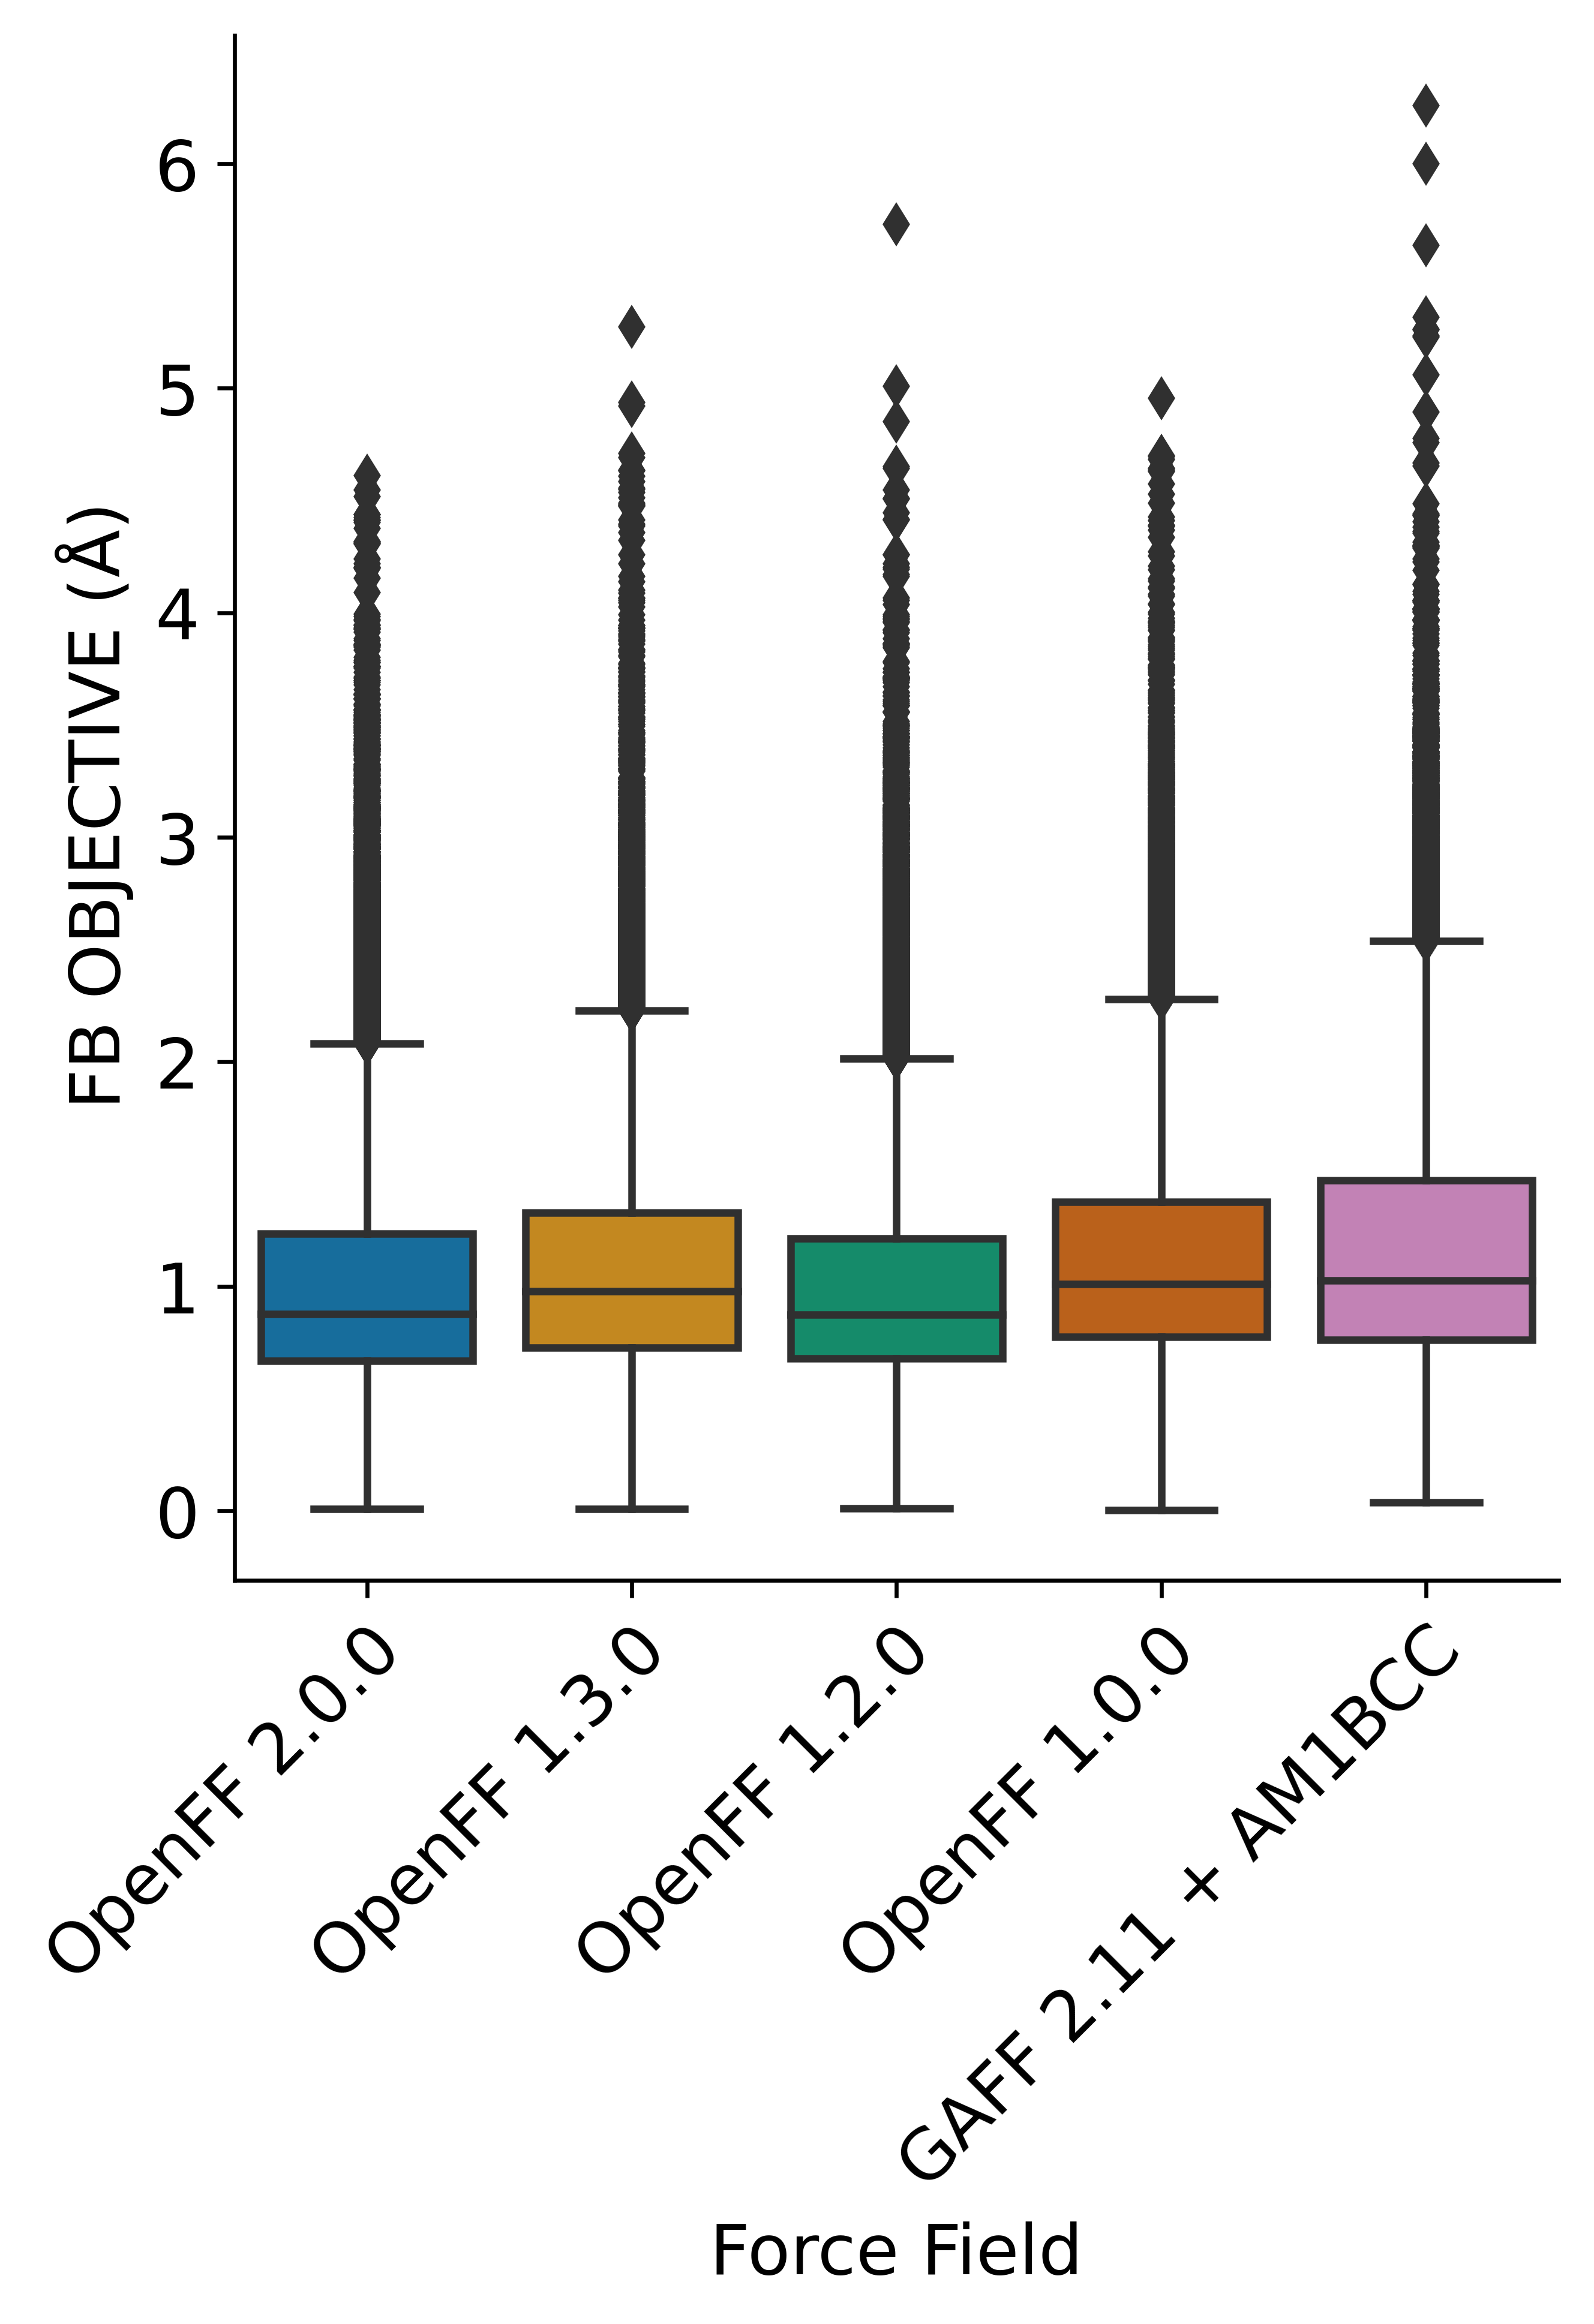 FB OBJECTIVE (Å)
6
5
4
3
2
1
0
OpenFF 2.0.0
OpenFF 1.3.0
OpenFF 1.2.0
OpenFF 1.0.0
GAFF 2.11 + AM1BCC
Force Field